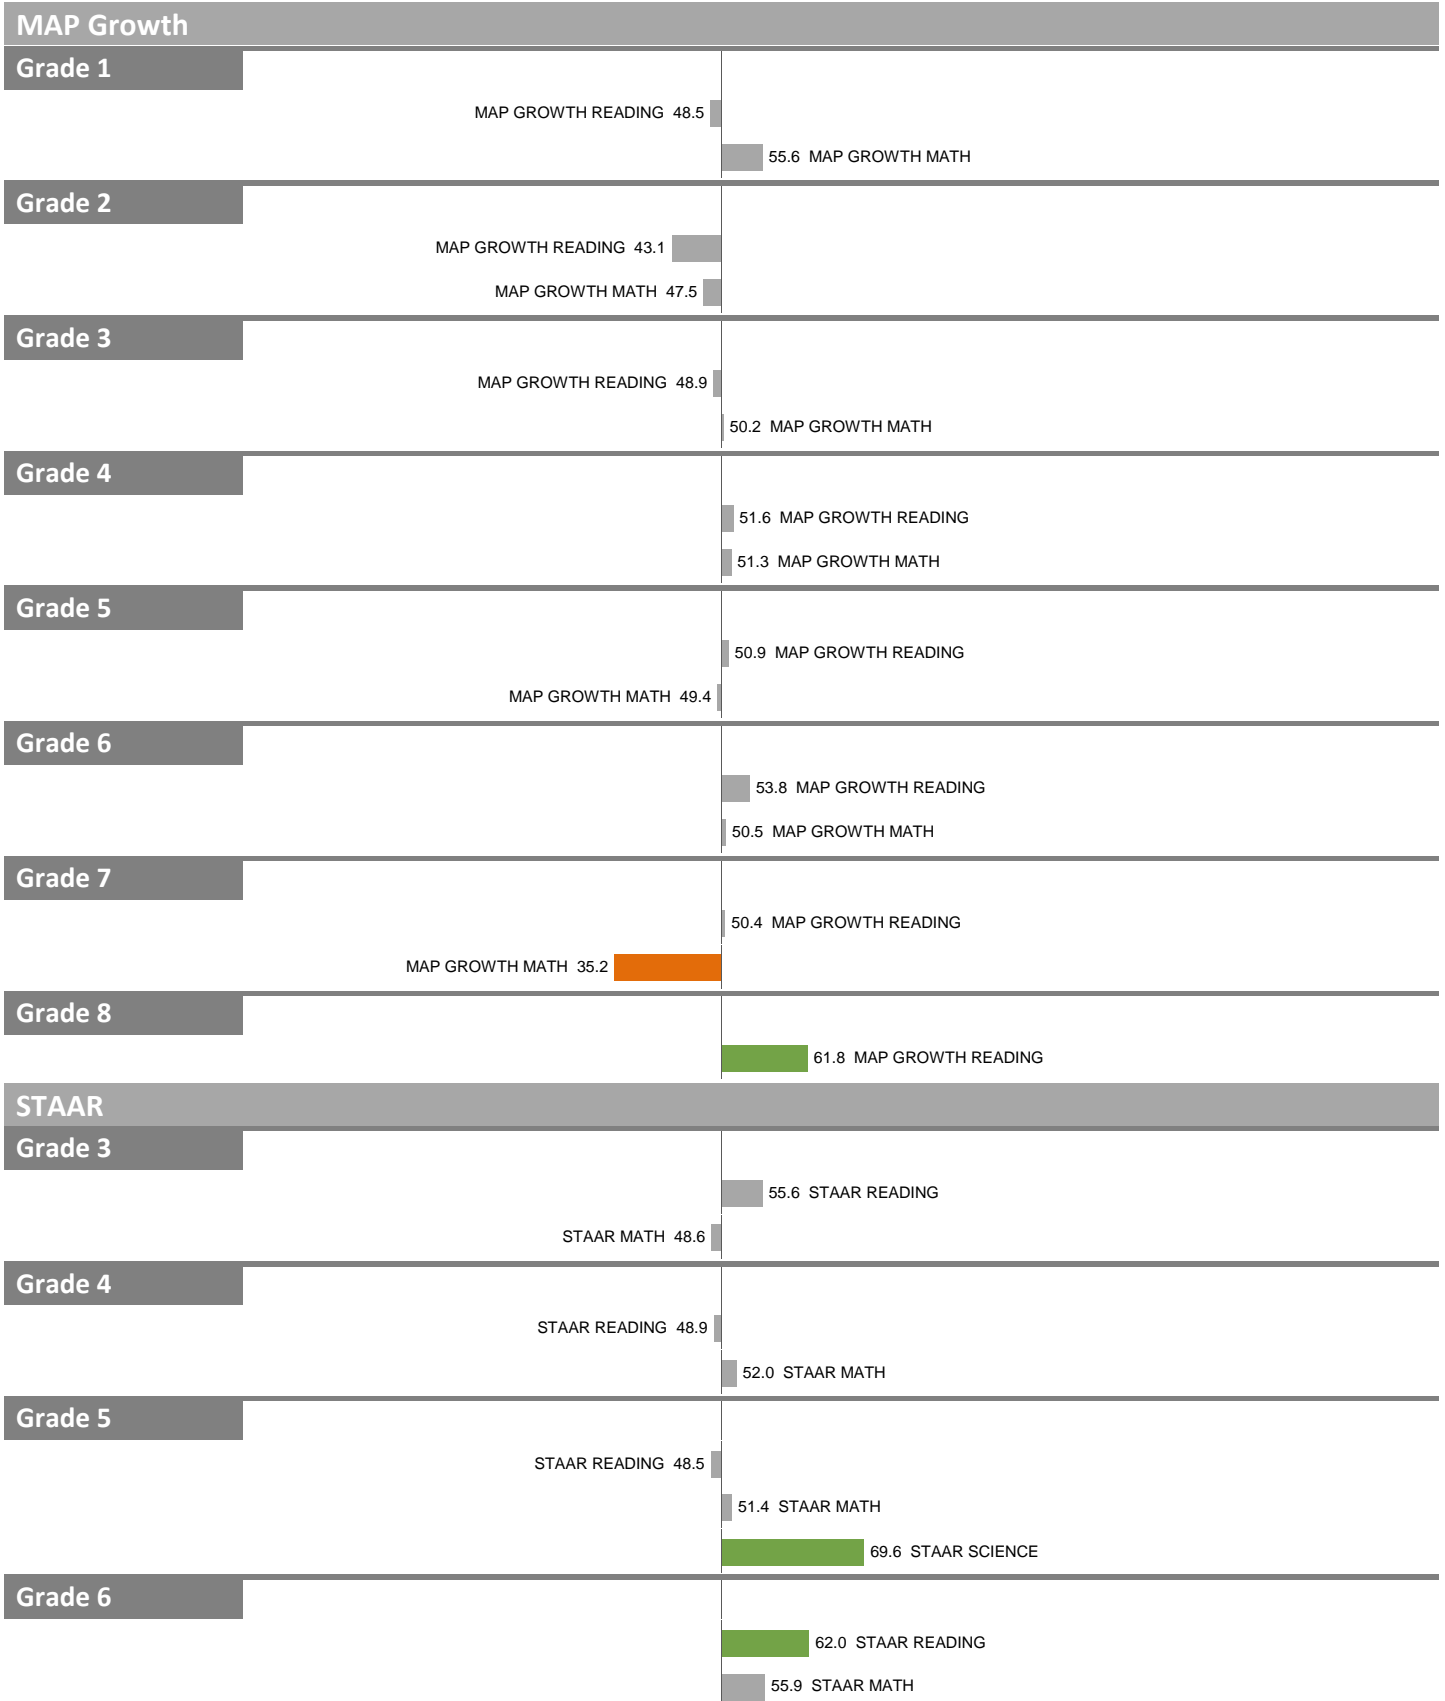 MAP Growth
Grade 1
MAP GROWTH READING 48.5
55.6 MAP GROWTH MATH
Grade 2
MAP GROWTH READING 43.1
MAP GROWTH MATH 47.5
Grade 3
MAP GROWTH READING 48.9
50.2 MAP GROWTH MATH
Grade 4
51.6 MAP GROWTH READING
51.3 MAP GROWTH MATH
Grade 5
50.9 MAP GROWTH READING
MAP GROWTH MATH 49.4
Grade 6
53.8 MAP GROWTH READING
50.5 MAP GROWTH MATH
Grade 7
50.4 MAP GROWTH READING
MAP GROWTH MATH 35.2
Grade 8
61.8 MAP GROWTH READING
STAAR
Grade 3
55.6 STAAR READING
STAAR MATH 48.6
Grade 4
STAAR READING 48.9
52.0 STAAR MATH
Grade 5
STAAR READING 48.5
51.4 STAAR MATH
69.6 STAAR SCIENCE
Grade 6
62.0 STAAR READING
55.9 STAAR MATH